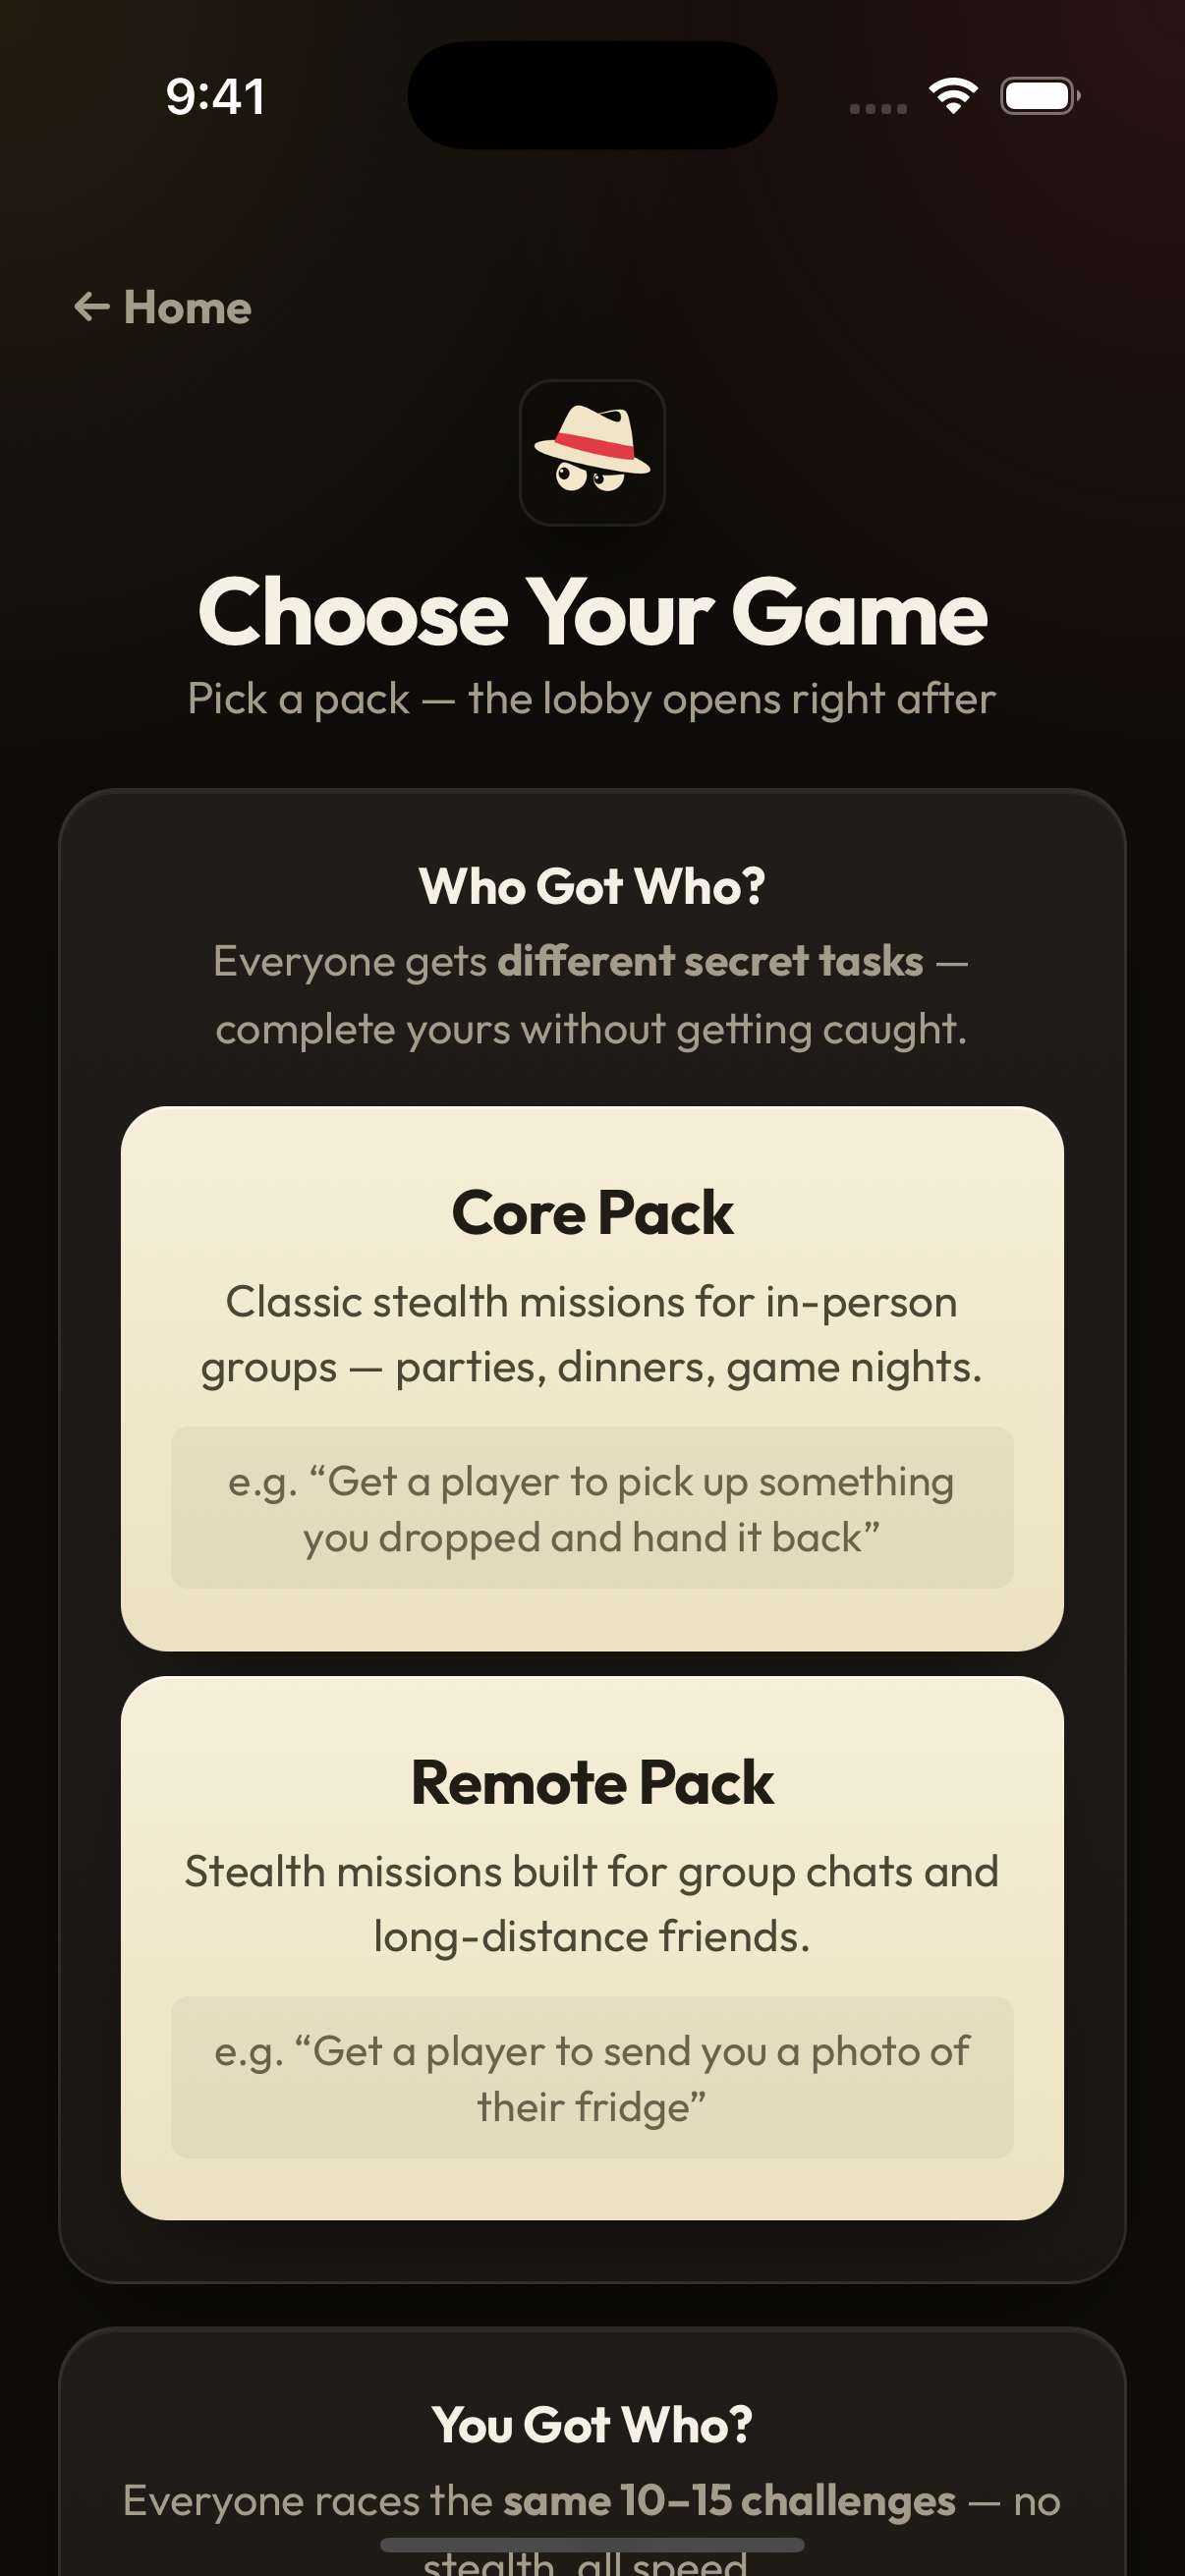 9:41
← Home
Choose Your Game
Pick a pack — the lobby opens right after
Who Got Who?
Everyone gets different secret tasks —
complete yours without getting caught.
Core Pack
Classic stealth missions for in-person
groups — parties, dinners, game nights.
e.g. “Get a player to pick up something
you dropped and hand it back”
Remote Pack
Stealth missions built for group chats and
long-distance friends.
e.g. “Get a player to send you a photo of
their fridge”
You Got Who?
Everyone races the same 10–15 challenges — no
stealth, all speed